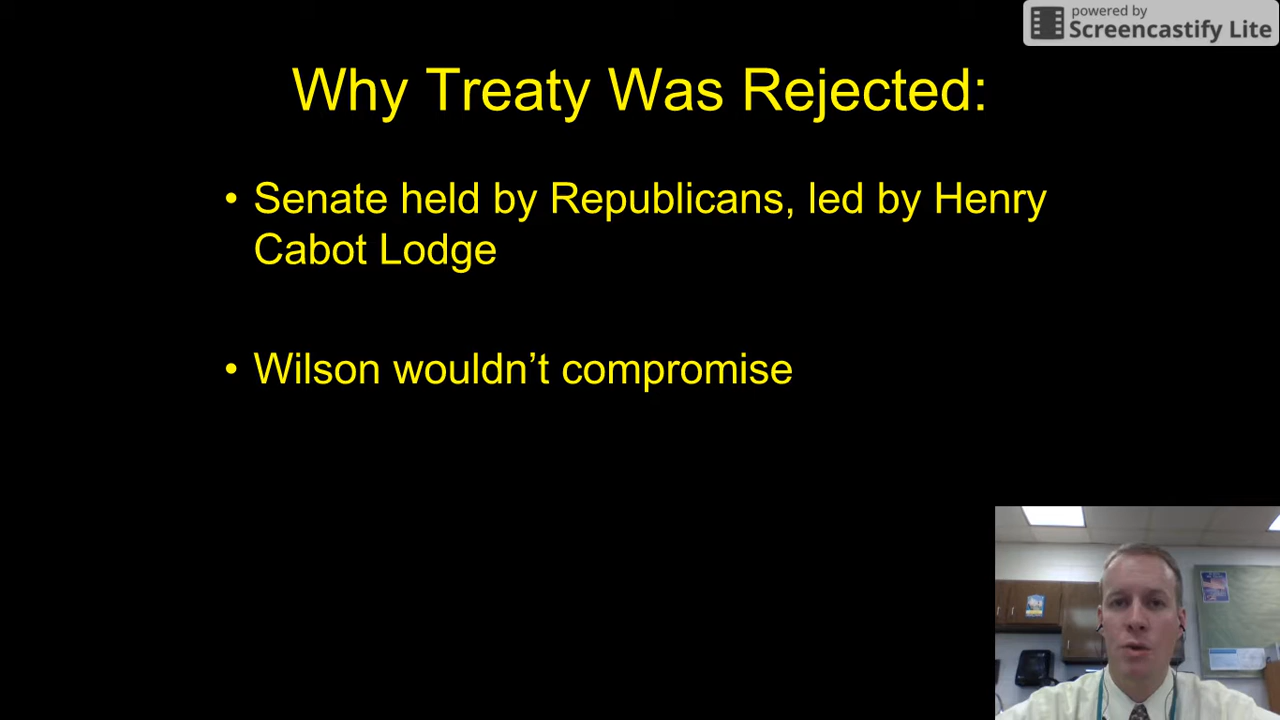 powered by
Screencastify Lite
Why Treaty Was Rejected:
• Senate held by Republicans, led by Henry
Cabot Lodge
• Wilson wouldn’t compromise